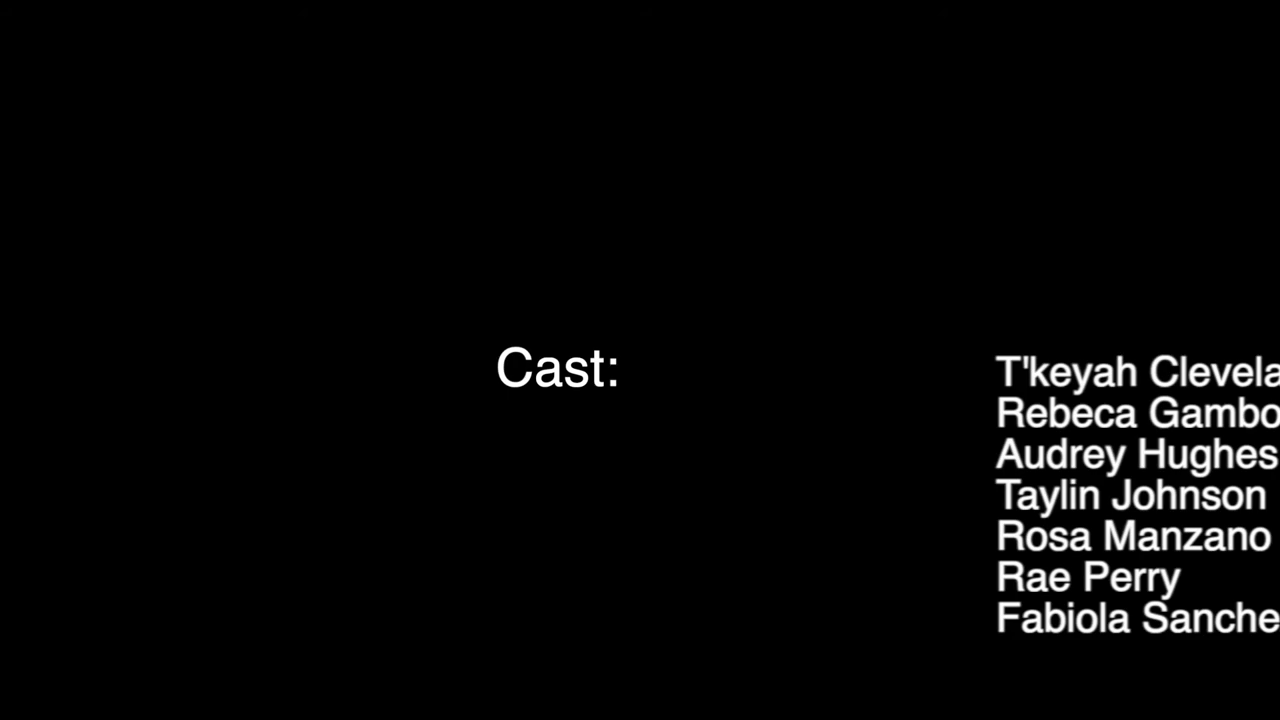 Cast:
T'keyah Clevela
Rebeca Gambo
Audrey Hughes
Taylin Johnson
Rosa Manzano
Rae Perry
Fabiola Sanche